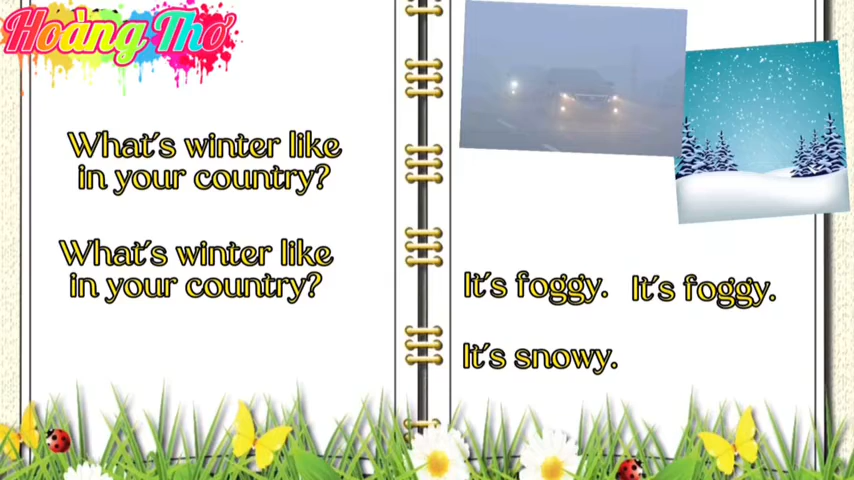 Hoàng Thơ
What's winter like
in your country?
What's winter like
in your country?
It's foggy. It's foggy.
It's snowy.